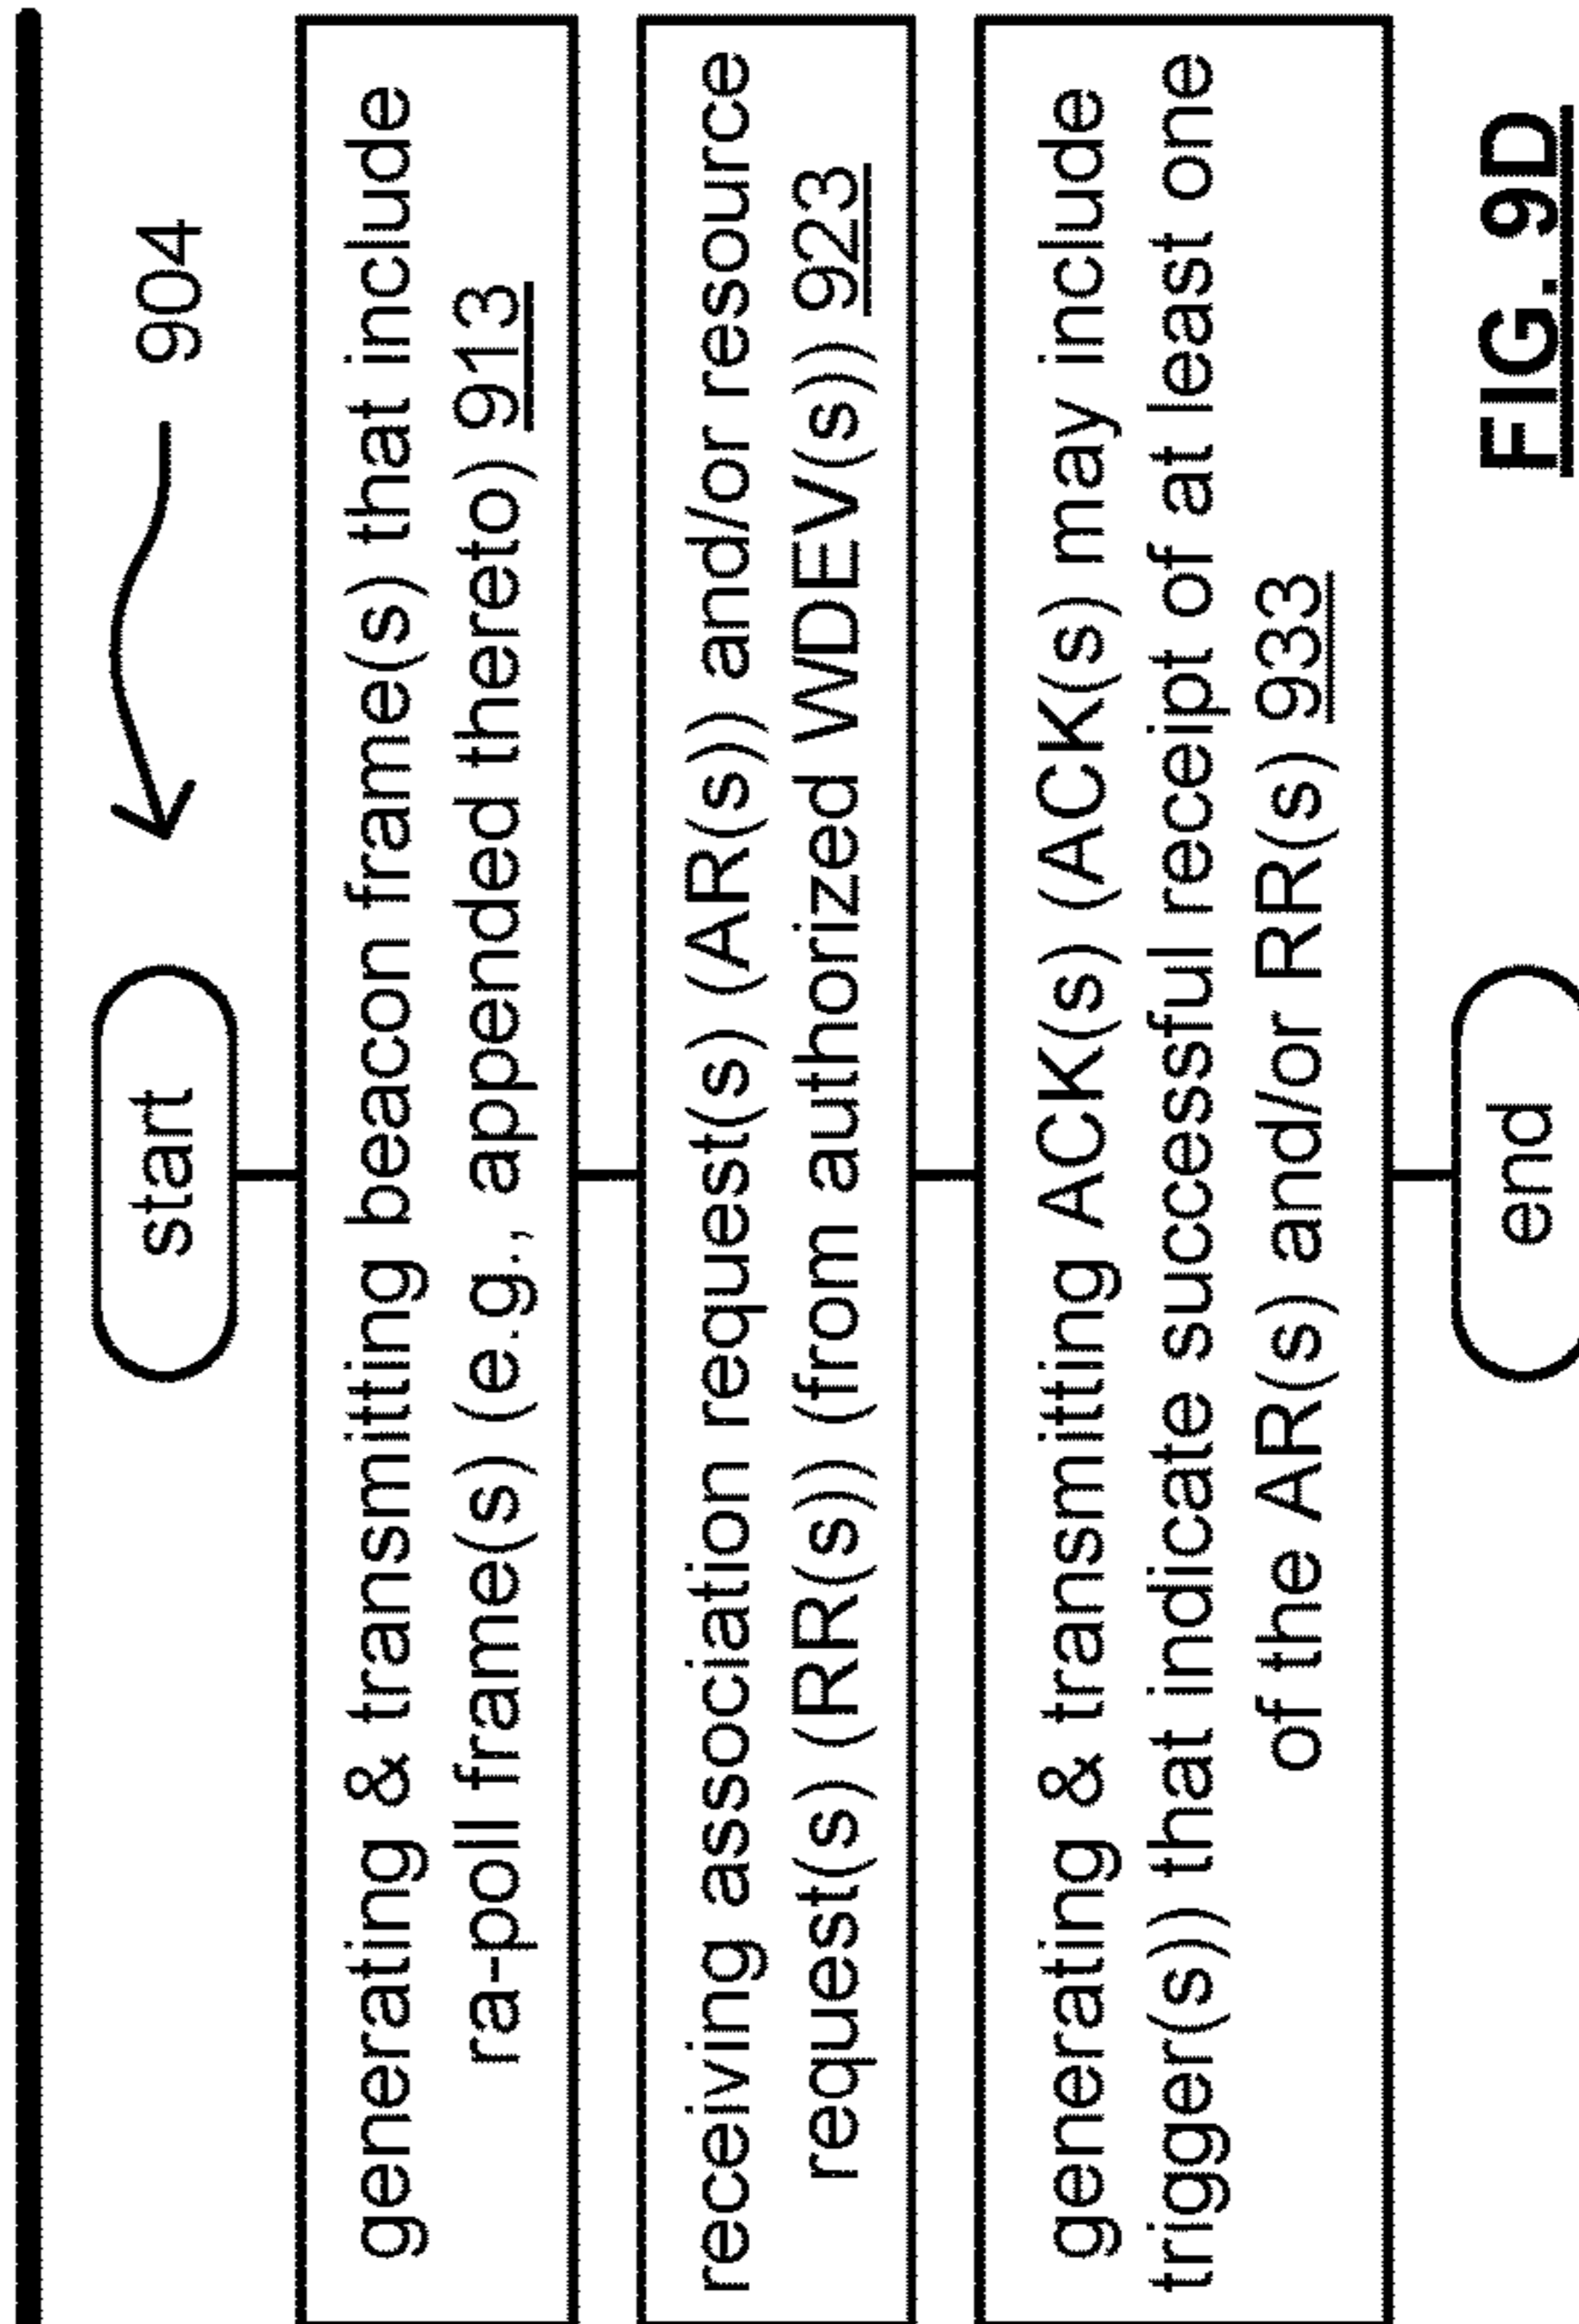 904
start
generating & transmitting beacon frame(s) that include
ra-poll frame(s) (e.g., appended thereto) 913
receiving association request(s) (AR(s)) and/or resource
request(s) (RR(s)) (from authorized WDEV(s)) 923
generating & transmitting ACK(s) (ACK(s) may include
trigger(s)) that indicate successful receipt of at least one
of the AR(s) and/or RR(s) 933
end
FIG. 9D